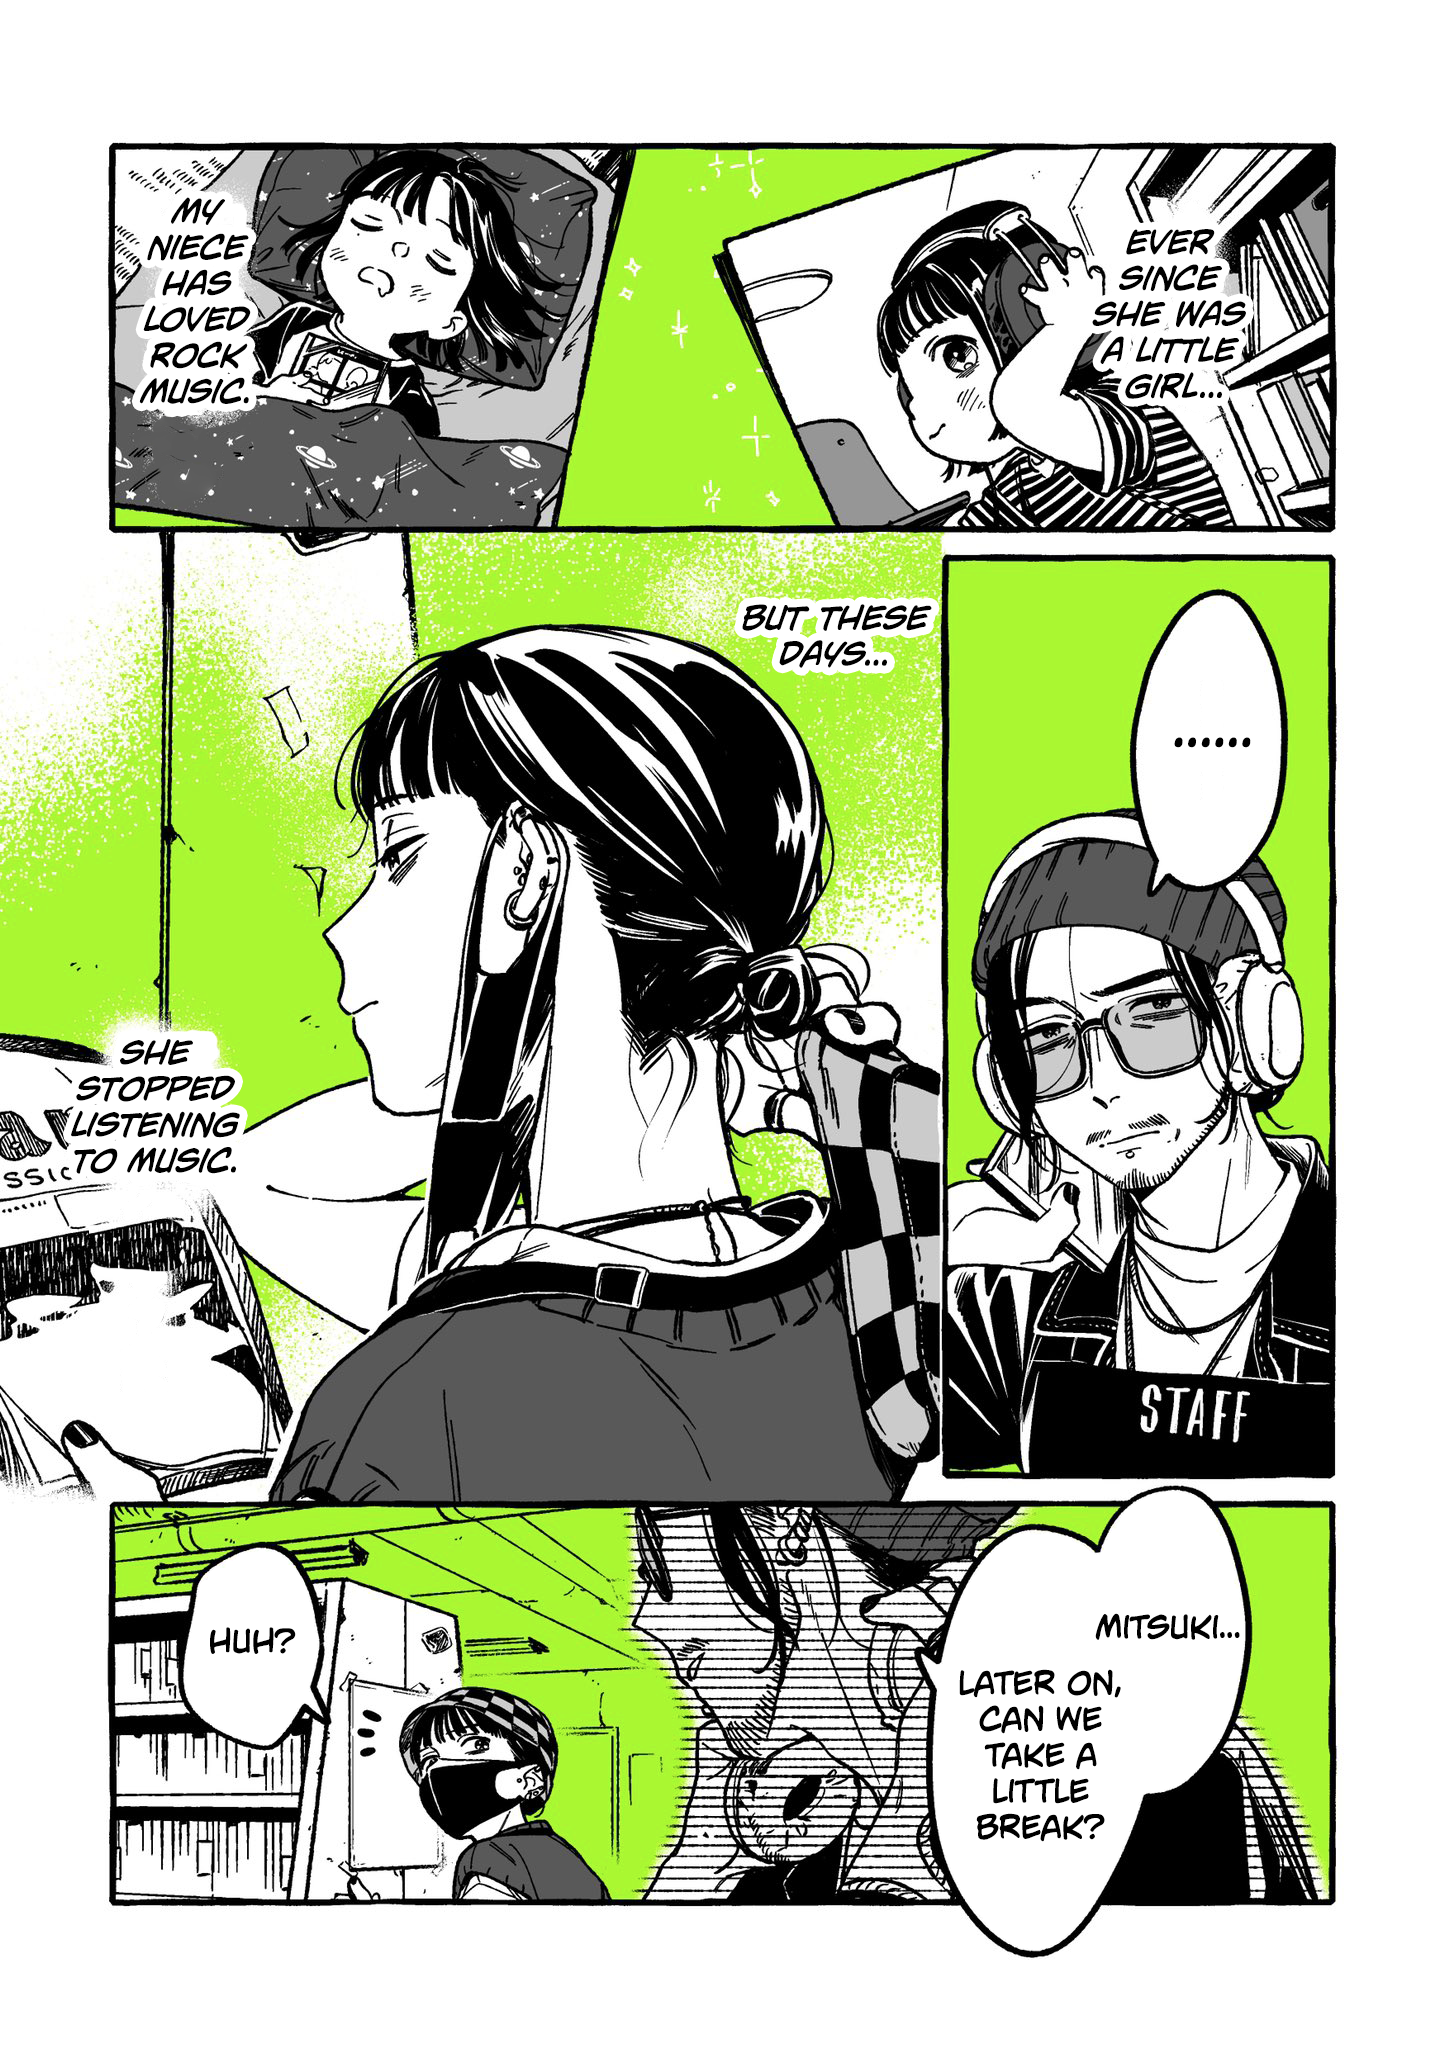 EVER
SINCE
SHE WAS
A LITTLE
GIRL...
MY
NIECE
HAS
LOVED
ROCK
MUSIC.
......
STAFF
BUT THESE
DAYS...
SHE
STOPPED
LISTENING
TO MUSIC.
SSIC
MITSUKI...
LATER ON,
CAN WE
TAKE A
LITTLE
BREAK?
HUH?